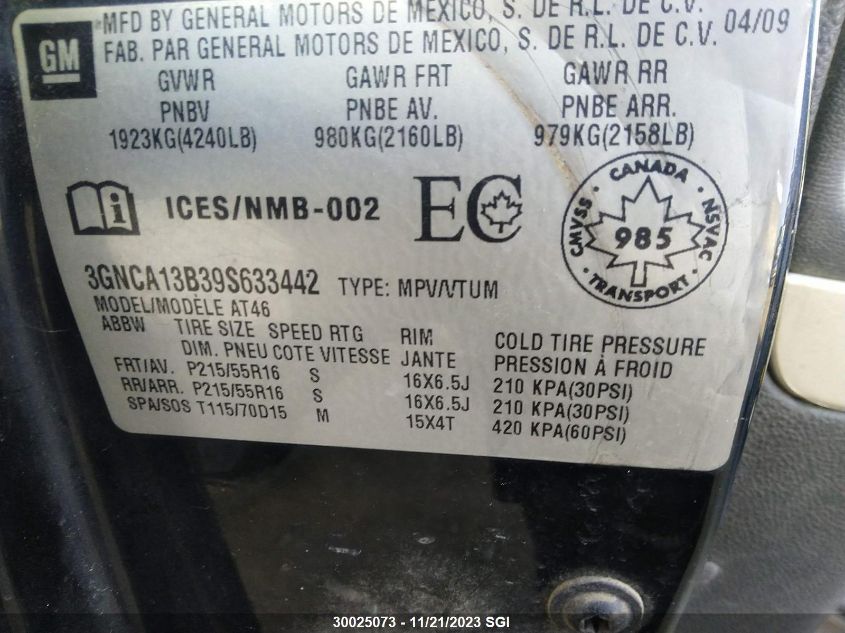 GM
MFD BY GENERAL MOTORS DE MEXICO, S. DE R.L. DE C.V. 04/09
FAB. PAR GENERAL MOTORS DE MEXICO, S. DE R.L. DE C.V.
GVWR GAWR FRT GAWR RR
PNBV PNBE AV. PNBE ARR.
1923KG(4240LB) 980KG(2160LB) 979KG(2158LB)
i ICES/NMB-002 EC
CANADA
CMVSS 985 NSVAC
TRANSPORT
3GNCA13B39S633442 TYPE: MPV/VTUM
MODEL/MODÈLE AT46
ABBW TIRE SIZE SPEED RTG RIM COLD TIRE PRESSURE
DIM. PNEU COTE VITESSE JANTE PRESSION À FROID
FRT/AV. P215/55R16 S 16X6.5J 210 KPA(30PSI)
RR/ARR. P215/55R16 S 16X6.5J 210 KPA(30PSI)
SPA/SOS T115/70D15 M 15X4T 420 KPA(60PSI)
30025073 - 11/21/2023 SGI